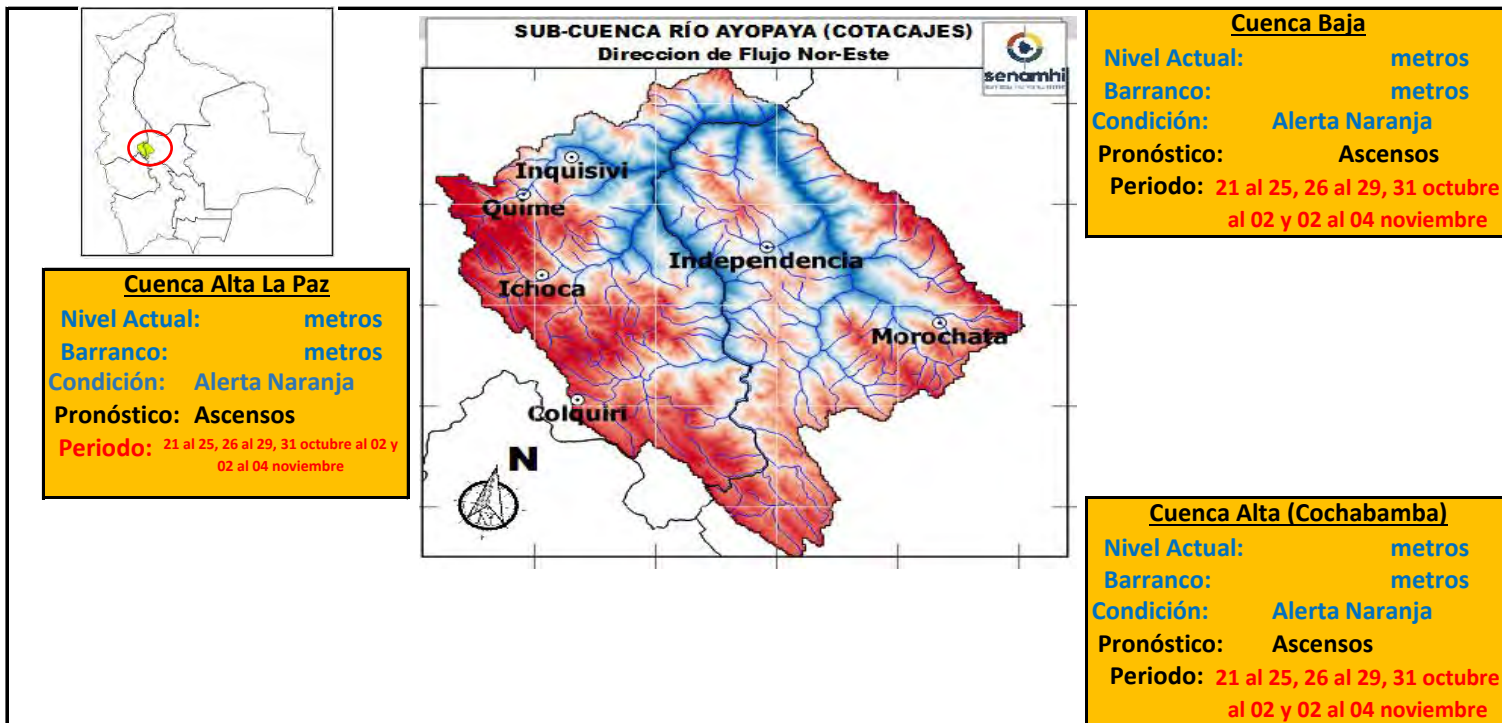 SUB-CUENCA RÍO AYOPAYA (COTACAJES)
Direccion de Flujo Nor-Este
senamhi
Inquisivi
Quime
Independencia
Ichoca
Morochata
Colquiri
N
Cuenca Alta La Paz
Nivel Actual: metros
Barranco: metros
Condición: Alerta Naranja
Pronóstico: Ascensos
Periodo: 21 al 25, 26 al 29, 31 octubre al 02 y
02 al 04 noviembre
Cuenca Baja
Nivel Actual: metros
Barranco: metros
Condición: Alerta Naranja
Pronóstico: Ascensos
Periodo: 21 al 25, 26 al 29, 31 octubre
al 02 y 02 al 04 noviembre
Cuenca Alta (Cochabamba)
Nivel Actual: metros
Barranco: metros
Condición: Alerta Naranja
Pronóstico: Ascensos
Periodo: 21 al 25, 26 al 29, 31 octubre
al 02 y 02 al 04 noviembre